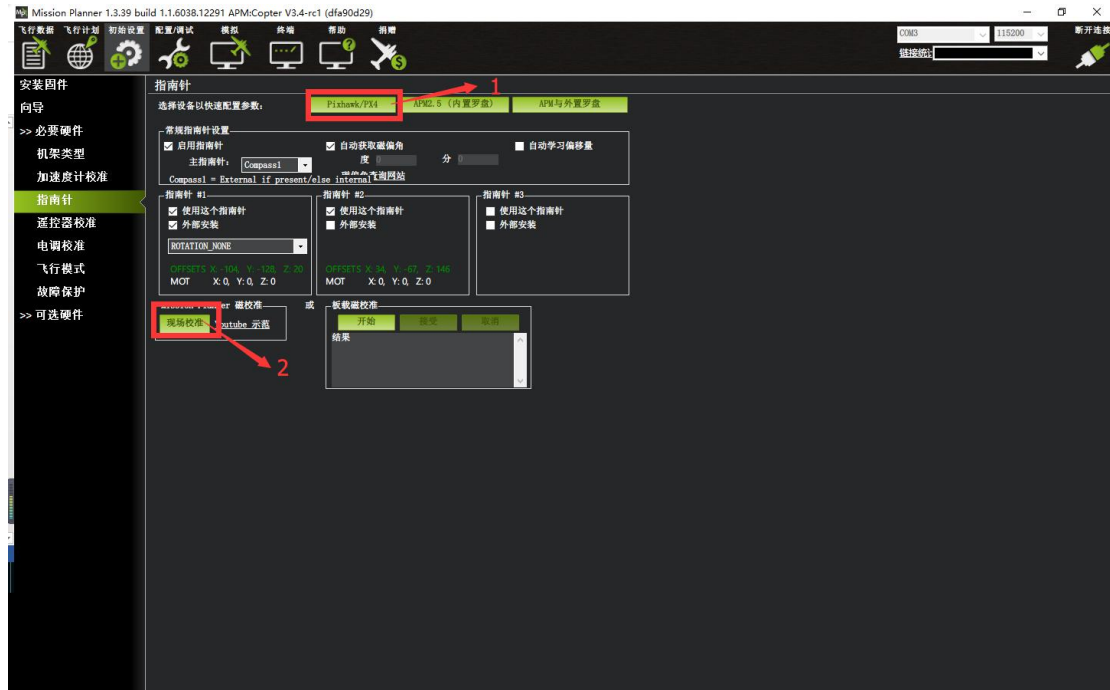 Mission Planner 1.3.39 build 1.1.6038.12291 APM:Copter V3.4-rc1 (dfa90d29)
飞行数据 飞行计划 初始设置 配置/调试 模拟 终端 帮助 捐赠
COM3 115200 断开连接
链接统计
安装固件
向导
>> 必要硬件
机架类型
加速度计校准
指南针
遥控器校准
电调校准
飞行模式
故障保护
>> 可选硬件
指南针
选择设备以快速配置参数: Pixhawk/PX4 APM2.5 (内置罗盘) APM与外置罗盘
1
常规指南针设置
启用指南针 自动获取磁偏角 自动学习偏移量
主指南针: Compass1 度 0 分 0
Compass1 = External if present/else internal
磁偏角查询网站
指南针 #1
使用这个指南针
外部安装
ROTATION_NONE
OFFSETS X: -104, Y: -128, Z: 20
MOT X: 0, Y: 0, Z: 0
指南针 #2
使用这个指南针
外部安装
OFFSETS X: 34, Y: -67, Z: 146
MOT X: 0, Y: 0, Z: 0
指南针 #3
使用这个指南针
外部安装
Mission Planner 磁校准
现场校准 Youtube 示范
2
或
板载磁校准
开始 接受 取消
结果